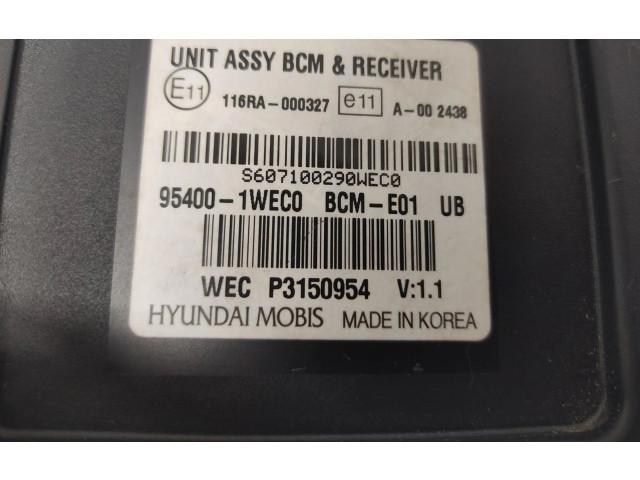 UNIT ASSY BCM & RECEIVER
E11 116RA-000327 e11 A-00 2438
S607100290WEC0
95400-1WEC0 BCM-E01 UB
WEC P3150954 V:1.1
HYUNDAI MOBIS MADE IN KOREA